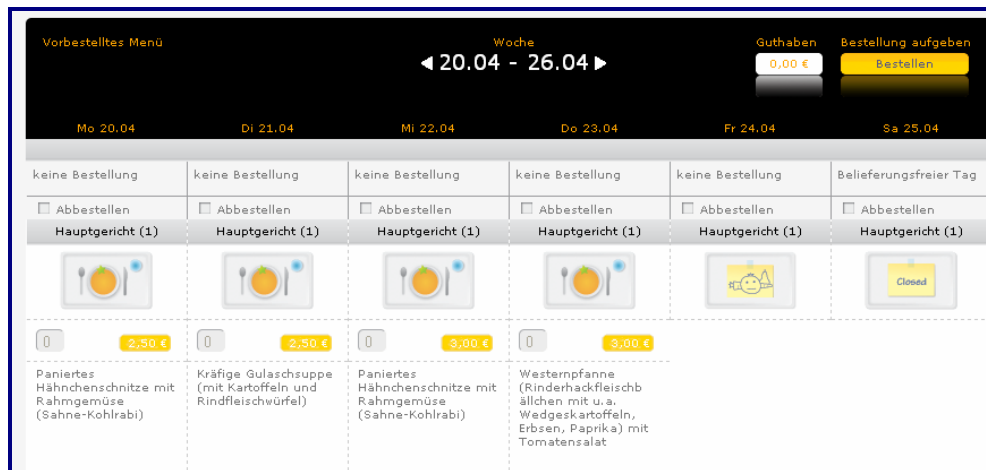 Vorbestelltes Menü
Woche
20.04 - 26.04
Guthaben
0,00 €
Bestellung aufgeben
Bestellen
Mo 20.04
Di 21.04
Mi 22.04
Do 23.04
Fr 24.04
Sa 25.04
keine Bestellung
keine Bestellung
keine Bestellung
keine Bestellung
keine Bestellung
Belieferungsfreier Tag
Abbestellen
Abbestellen
Abbestellen
Abbestellen
Abbestellen
Abbestellen
Hauptgericht (1)
Hauptgericht (1)
Hauptgericht (1)
Hauptgericht (1)
Hauptgericht (1)
Hauptgericht (1)
Closed
0
2,50 €
0
2,50 €
0
3,00 €
0
3,00 €
Paniertes
Hähnchenschnitze mit
Rahmgemüse
(Sahne-Kohlrabi)
Kräfige Gulaschsuppe
(mit Kartoffeln und
Rindfleischwürfel)
Paniertes
Hähnchenschnitze mit
Rahmgemüse
(Sahne-Kohlrabi)
Westernpfanne
(Rinderhackfleischb
ällchen mit u.a.
Wedgeskartoffeln,
Erbsen, Paprika) mit
Tomatensalat